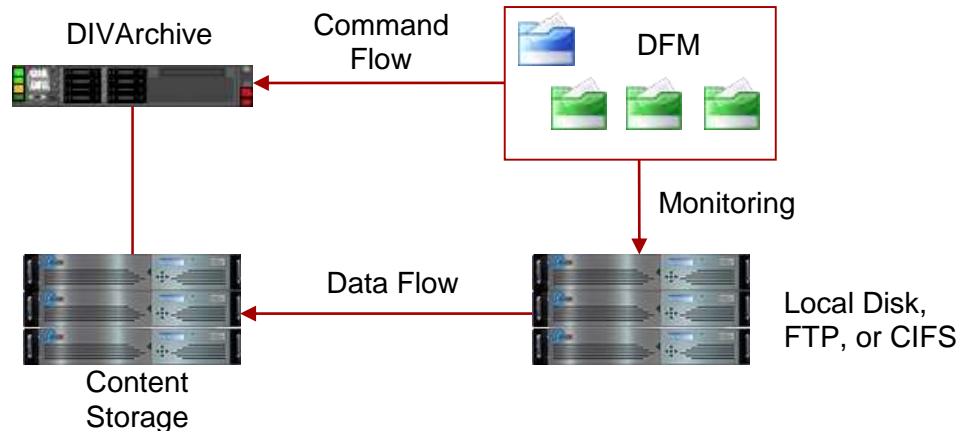 DIVArchive
Command
Flow
DFM
Monitoring
Data Flow
Local Disk,
FTP, or CIFS
Content
Storage